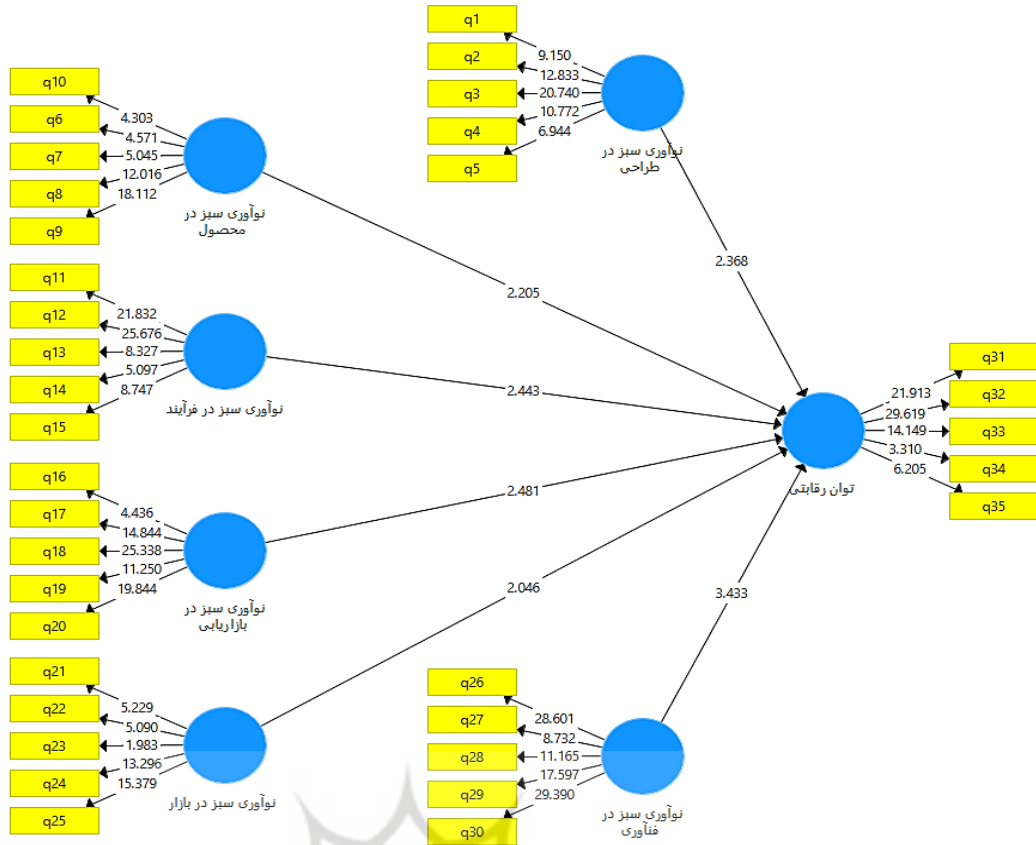 q1
q2
q3
q4
q5
9.150
12.833
20.740
10.772
6.944
نوآوری سبز در
طراحی
2.368
q10
q6
q7
q8
q9
4.303
4.571
5.045
12.016
18.112
نوآوری سبز در
محصول
2.205
q11
q12
q13
q14
q15
21.832
25.676
8.327
5.097
8.747
نوآوری سبز در فرآیند
2.443
q16
q17
q18
q19
q20
4.436
14.844
25.338
11.250
19.844
نوآوری سبز در
بازاریابی
2.481
q21
q22
q23
q24
q25
5.229
5.090
1.983
13.296
15.379
نوآوری سبز در بازار
2.046
q26
q27
q28
q29
q30
28.601
8.732
11.165
17.597
29.390
نوآوری سبز در
فنآوری
3.433
توان رقابتی
21.913
29.619
14.149
3.310
6.205
q31
q32
q33
q34
q35